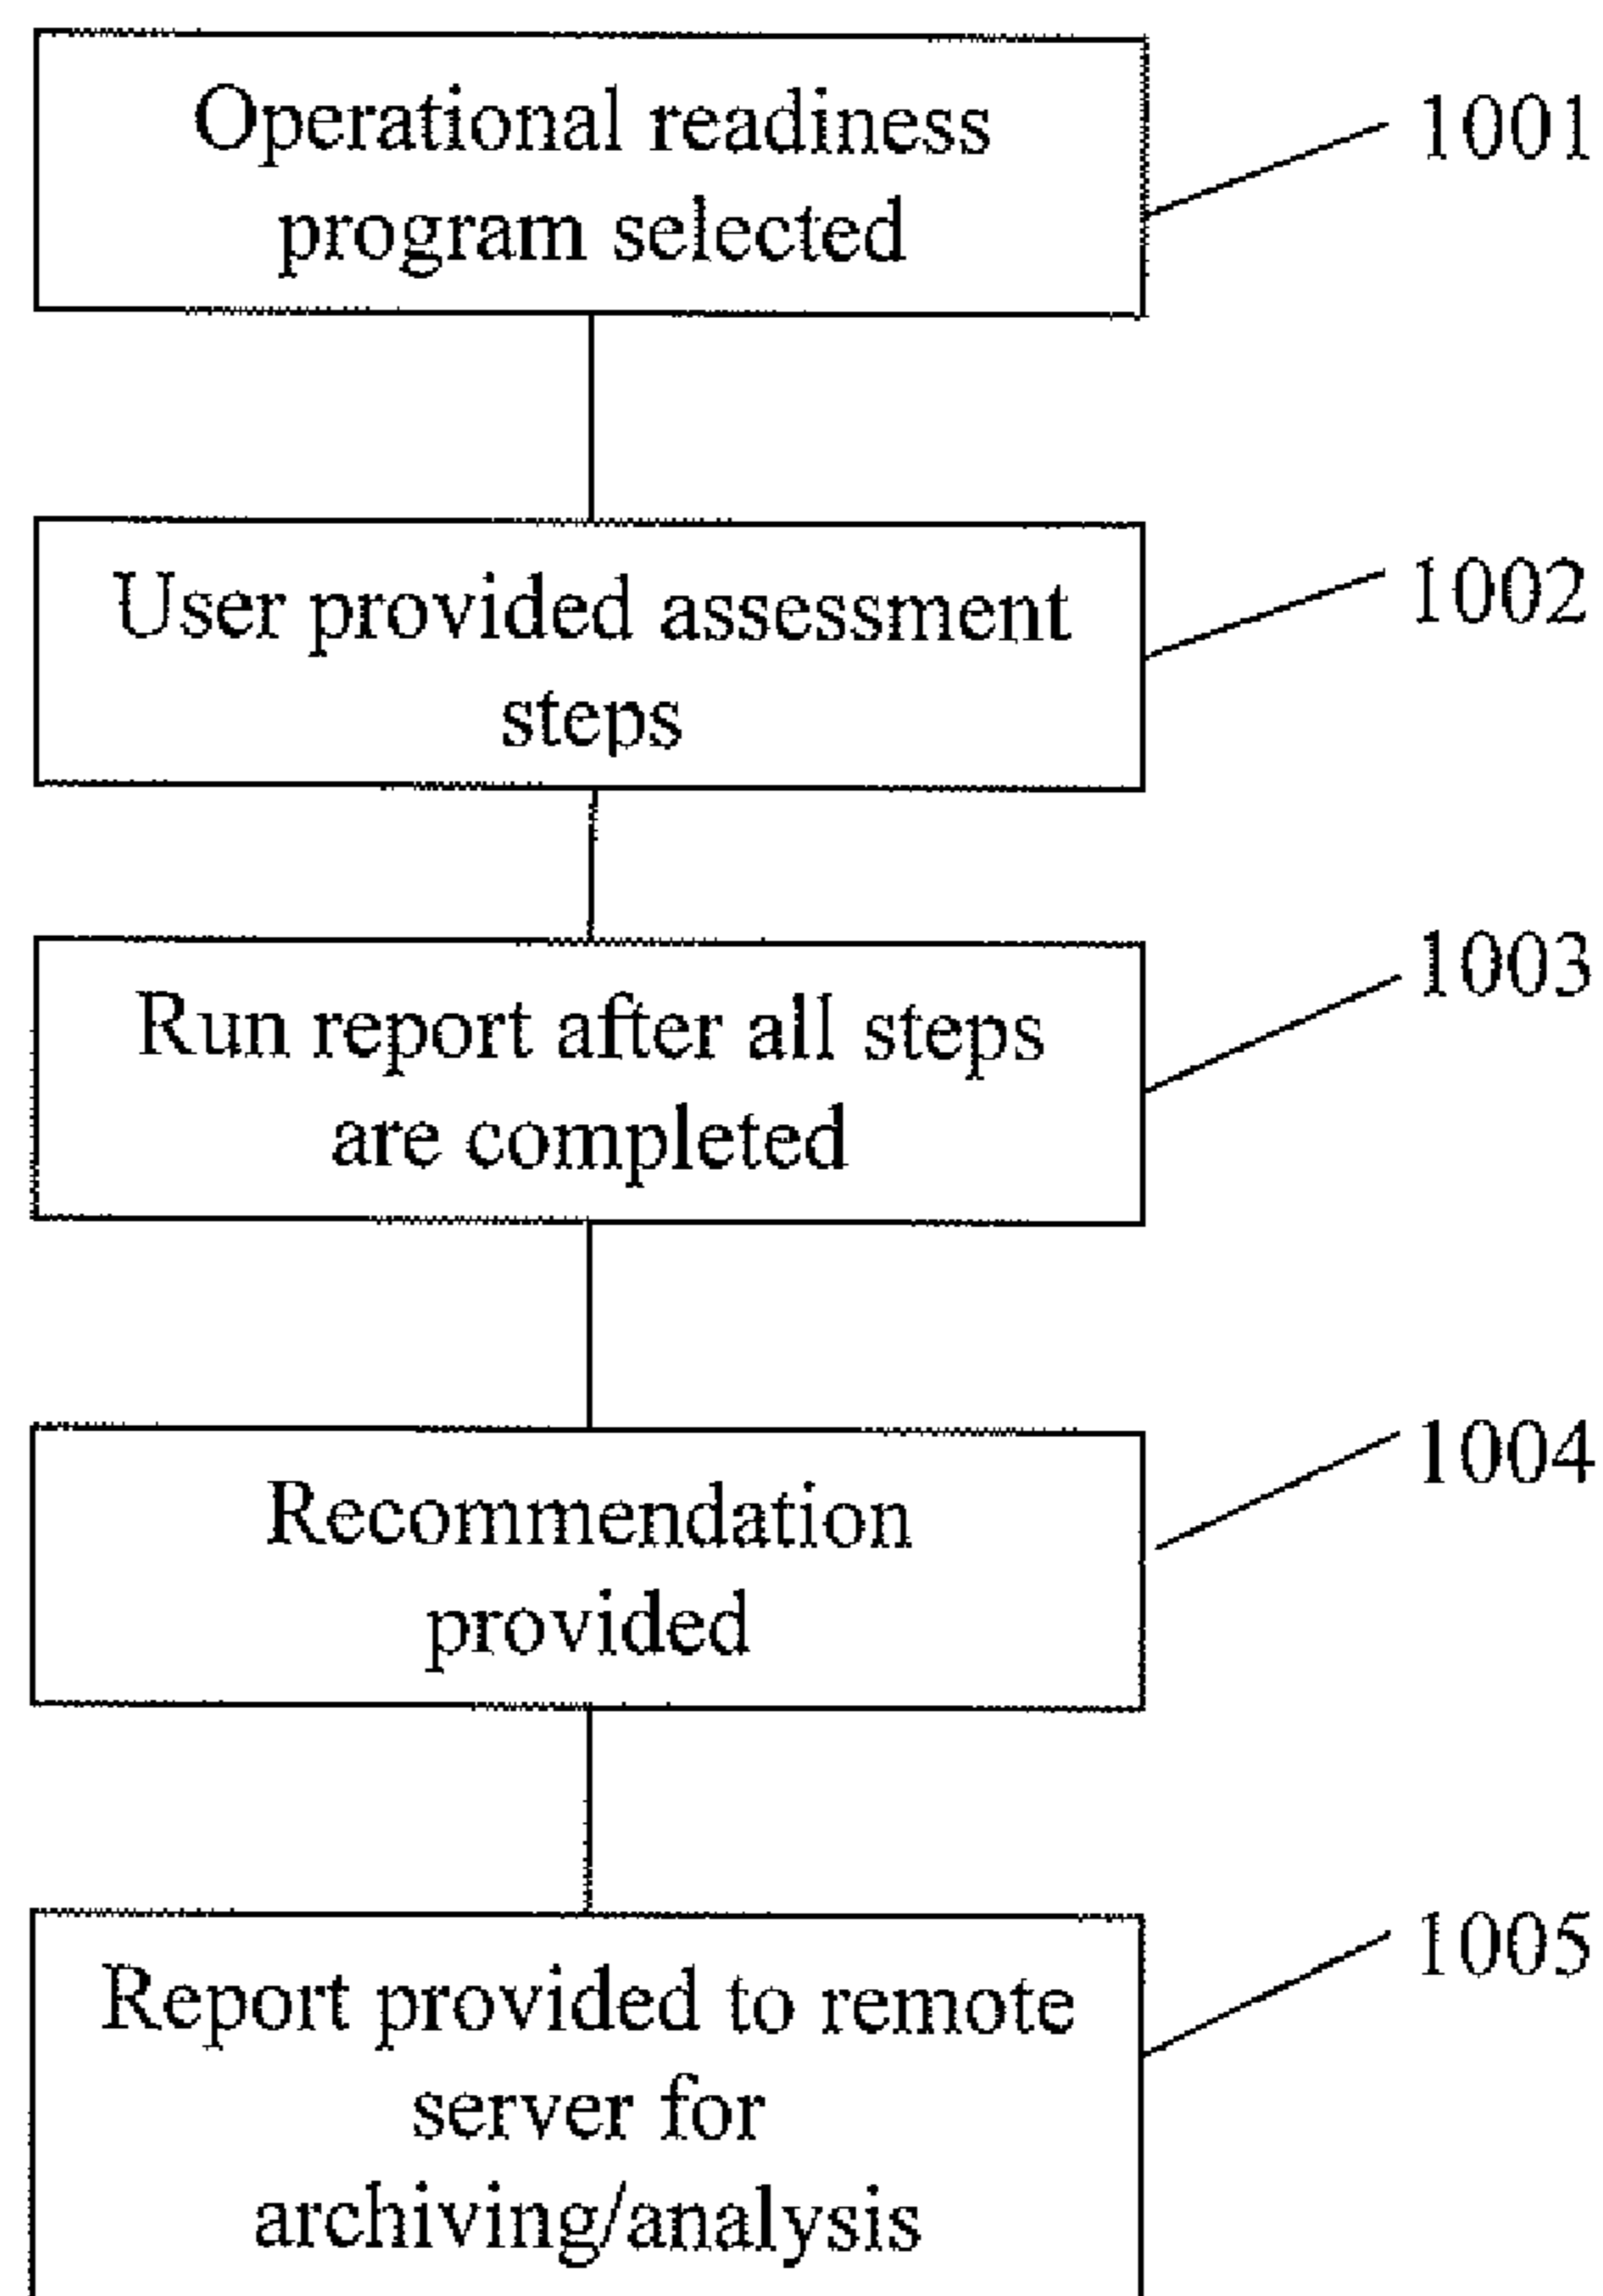 Operational readiness
program selected
1001
User provided assessment
steps
1002
Run report after all steps
are completed
1003
Recommendation
provided
1004
Report provided to remote
server for
archiving/analysis
1005